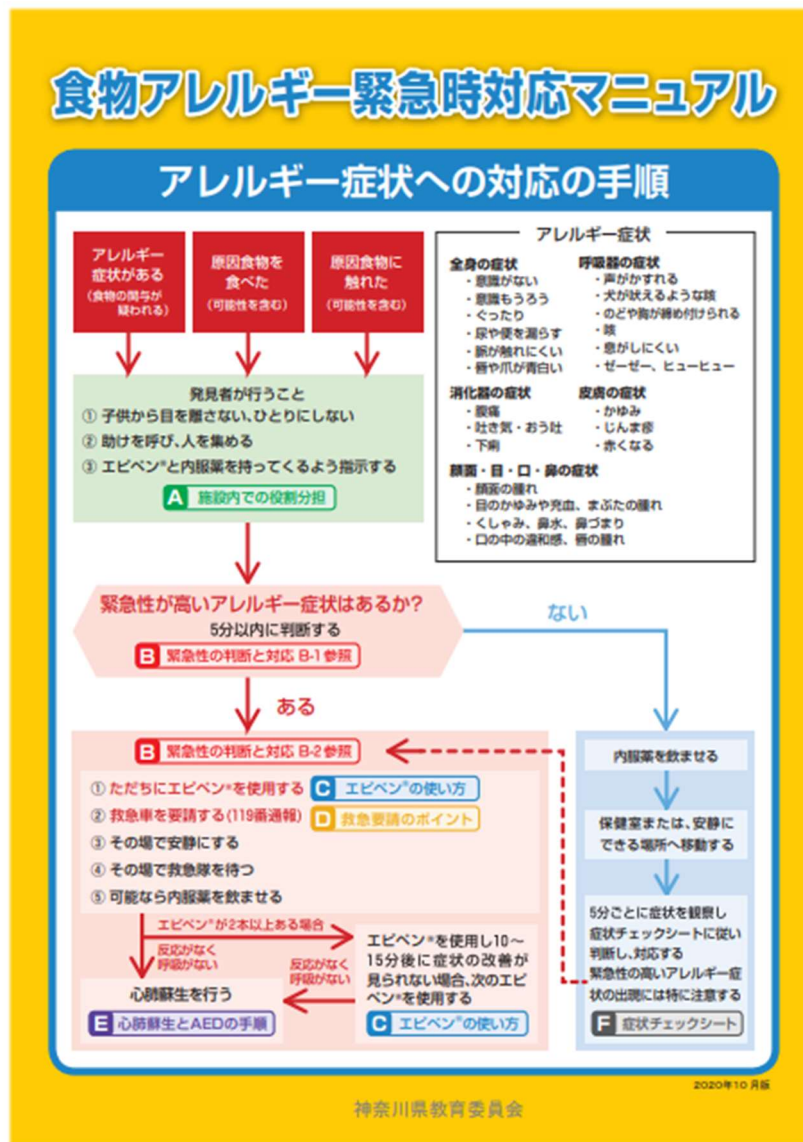 食物アレルギー緊急時対応マニュアル
アレルギー症状への対応の手順
アレルギー
症状がある
(食物の関与が
疑われる)
原因食物を
食べた
(可能性を含む)
原因食物に
触れた
(可能性を含む)
発見者が行うこと
① 子供から目を離さない、ひとりにしない
② 助けを呼び、人を集める
③ エピペン®と内服薬を持ってくるよう指示する
A 施設内での役割分担
アレルギー症状
全身の症状
・意識がない
・意識もうろう
・ぐったり
・尿や便を漏らす
・脈が触れにくい
・唇や爪が青白い
呼吸器の症状
・声がかすれる
・犬が吠えるような咳
・のどや胸が締め付けられる
・咳
・息がしにくい
・ゼーゼー、ヒューヒュー
消化器の症状
・腹痛
・吐き気・おう吐
・下痢
皮膚の症状
・かゆみ
・じんま疹
・赤くなる
顔面・目・口・鼻の症状
・顔面の腫れ
・目のかゆみや充血、まぶたの腫れ
・くしゃみ、鼻水、鼻づまり
・口の中の違和感、唇の腫れ
緊急性が高いアレルギー症状はあるか?
5分以内に判断する
B 緊急性の判断と対応 B-1参照
ない
ある
B 緊急性の判断と対応 B-2参照
① ただちにエピペン®を使用する C エピペン®の使い方
② 救急車を要請する(119番通報) D 救急要請のポイント
③ その場で安静にする
④ その場で救急隊を待つ
⑤ 可能なら内服薬を飲ませる
エピペン®が2本以上ある場合
反応がなく
呼吸がない
エピペン®を使用し10～
15分後に症状の改善が
見られない場合、次のエピ
ペン®を使用する
C エピペン®の使い方
反応がなく
呼吸がない
心肺蘇生を行う
E 心肺蘇生とAEDの手順
内服薬を飲ませる
保健室または、安静に
できる場所へ移動する
5分ごとに症状を観察し
症状チェックシートに従い
判断し、対応する
緊急性の高いアレルギー症
状の出現には特に注意する
F 症状チェックシート
2020年10月版
神奈川県教育委員会